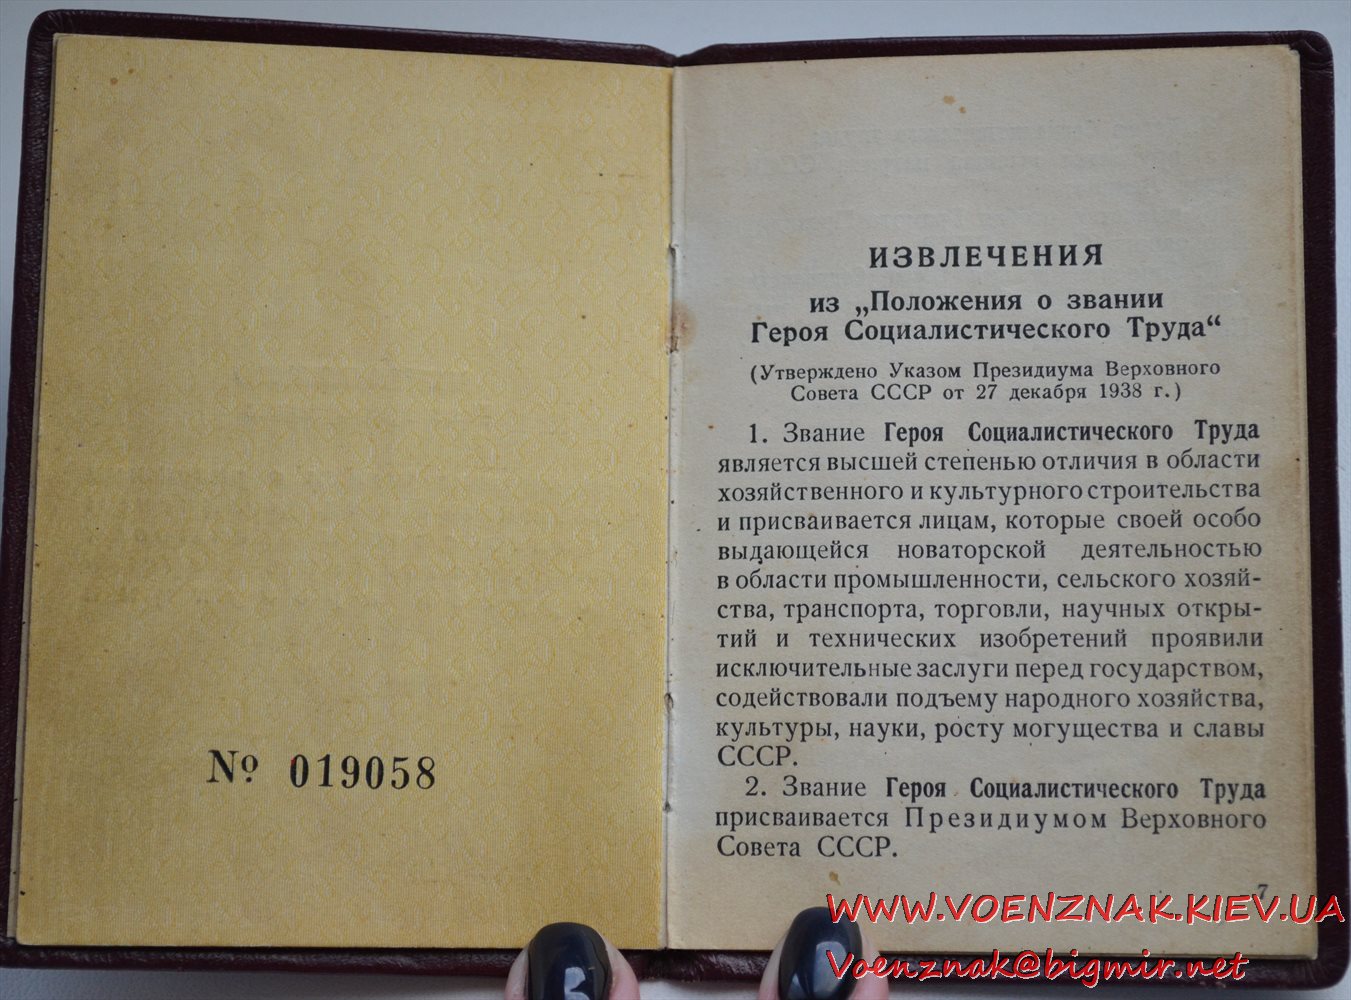 № 019058
ИЗВЛЕЧЕНИЯ
из „Положения о звании
Героя Социалистического Труда“
(Утверждено Указом Президиума Верховного
Совета СССР от 27 декабря 1938 г.)
1. Звание Героя Социалистического Труда
является высшей степенью отличия в области
хозяйственного и культурного строительства
и присваивается лицам, которые своей особо
выдающейся новаторской деятельностью
в области промышленности, сельского хозяй-
ства, транспорта, торговли, научных откры-
тий и технических изобретений проявили
исключительные заслуги перед государством,
содействовали подъему народного хозяйства,
культуры, науки, росту могущества и славы
СССР.
2. Звание Героя Социалистического Труда
присваивается Президиумом Верховного
Совета СССР.
7
WWW.VOENZNAK.KIEV.UA
Voenznak@bigmir.net